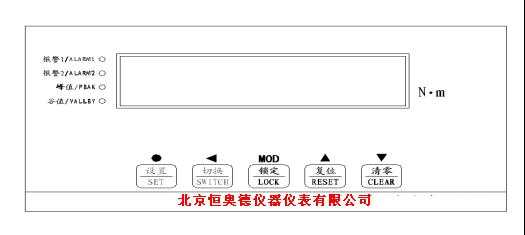 报警1/ALARM1
报警2/ALARM2
峰值/PEAK
谷值/VALLEY
N·m
MOD
设置 切换 锁定 复位 清零
SET SWITCH LOCK RESET CLEAR
北京恒奥德仪器仪表有限公司